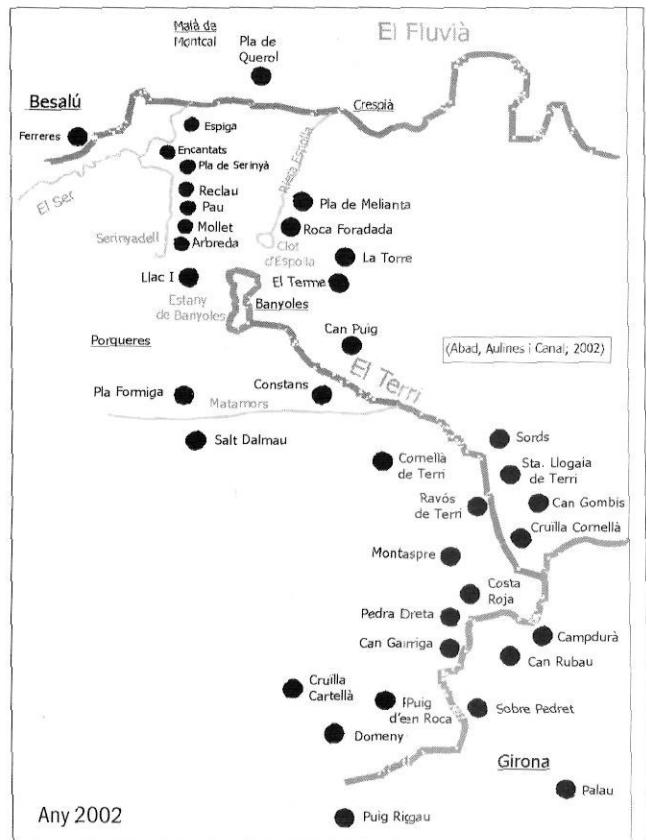 Maià de
Montcal
El Fluvià
Pla de
Querol
Besalú
Crespià
Ferreres
Espiga
Encantats
Pla de Serinyà
Riera Espolla
El Ser
Reclau
Pau
Pla de Melianta
Mollet
Roca Foradada
Serinyadell
Arbreda
Clot
d'Espolla
La Torre
Llac I
El Terme
Estany
de Banyoles
Banyoles
Can Puig
Porqueres
(Abad, Aulines i Canal; 2002)
El Terri
Pla Formiga
Constans
Matamors
Salt Dalmau
Sords
Cornellà
de Terri
Sta. Llogaia
de Terri
Ravós
de Terri
Can Gombis
Cruïlla Cornellà
Montaspre
Costa
Roja
Pedra Dreta
Campdurà
Can Garriga
Can Rubau
Cruïlla
Cartellà
Puig
d'en Roca
Sobre Pedret
Domeny
Girona
Palau
Any 2002
Puig Riggau